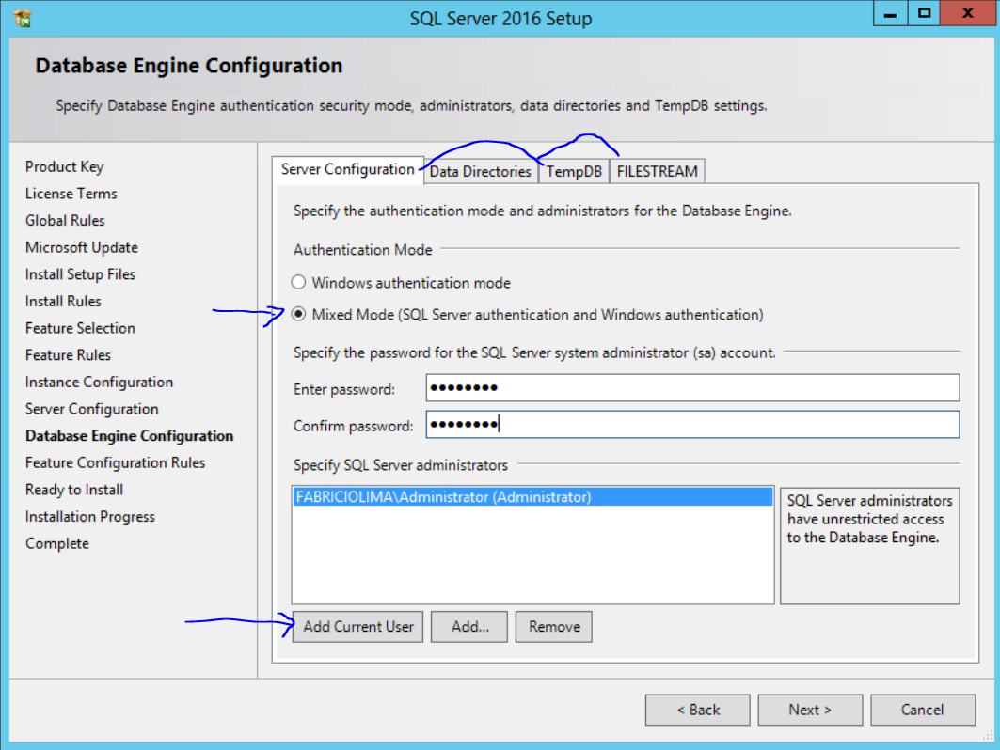 SQL Server 2016 Setup
Database Engine Configuration
Specify Database Engine authentication security mode, administrators, data directories and TempDB settings.
Product Key
License Terms
Global Rules
Microsoft Update
Install Setup Files
Install Rules
Feature Selection
Feature Rules
Instance Configuration
Server Configuration
Database Engine Configuration
Feature Configuration Rules
Ready to Install
Installation Progress
Complete
Server Configuration Data Directories TempDB FILESTREAM
Specify the authentication mode and administrators for the Database Engine.
Authentication Mode
Windows authentication mode
Mixed Mode (SQL Server authentication and Windows authentication)
Specify the password for the SQL Server system administrator (sa) account.
Enter password: ●●●●●●●●
Confirm password: ●●●●●●●●
Specify SQL Server administrators
FABRICIOLIMA\Administrator (Administrator)
SQL Server administrators
have unrestricted access
to the Database Engine.
Add Current User Add... Remove
< Back Next > Cancel